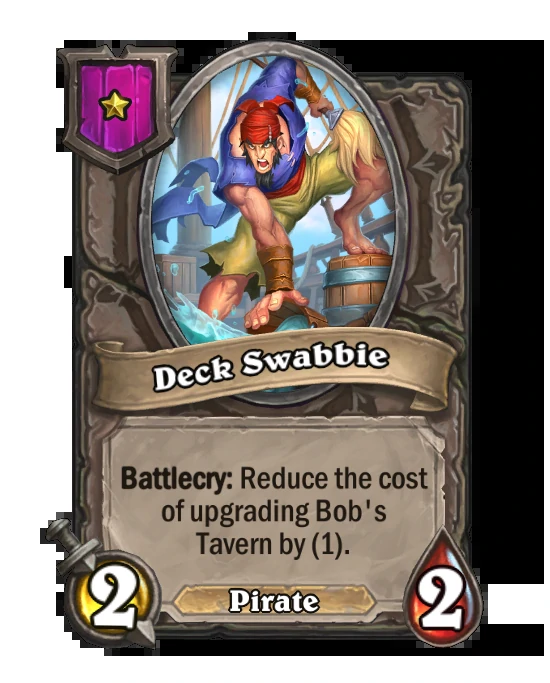 Deck Swabbie
Battlecry: Reduce the cost
of upgrading Bob's
Tavern by (1).
2
Pirate
2